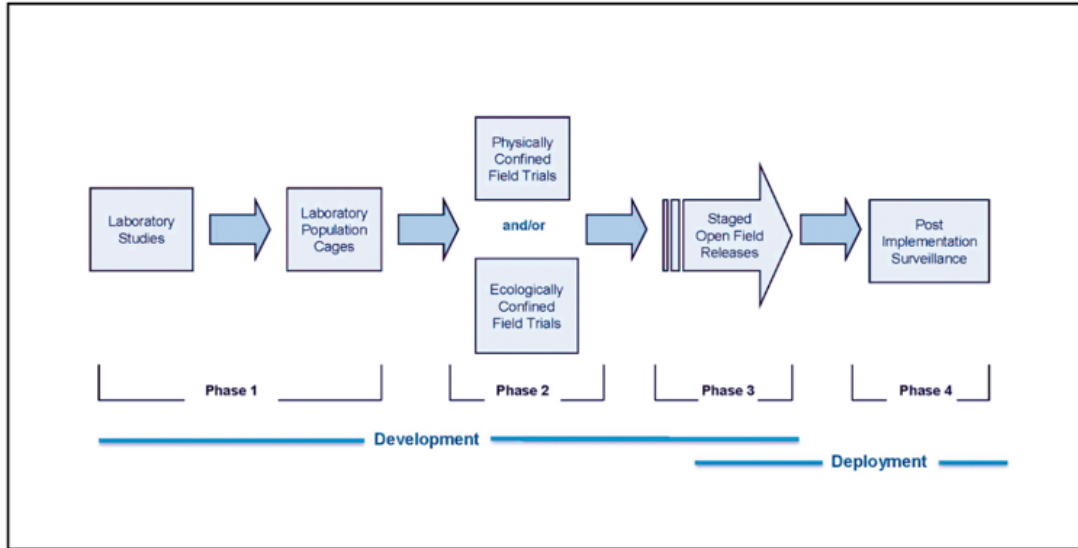 Laboratory
Studies
Laboratory
Population
Cages
Physically
Confined
Field Trials
and/or
Ecologically
Confined
Field Trials
Staged
Open Field
Releases
Post
Implementation
Surveillance
Phase 1
Phase 2
Phase 3
Phase 4
Development
Deployment